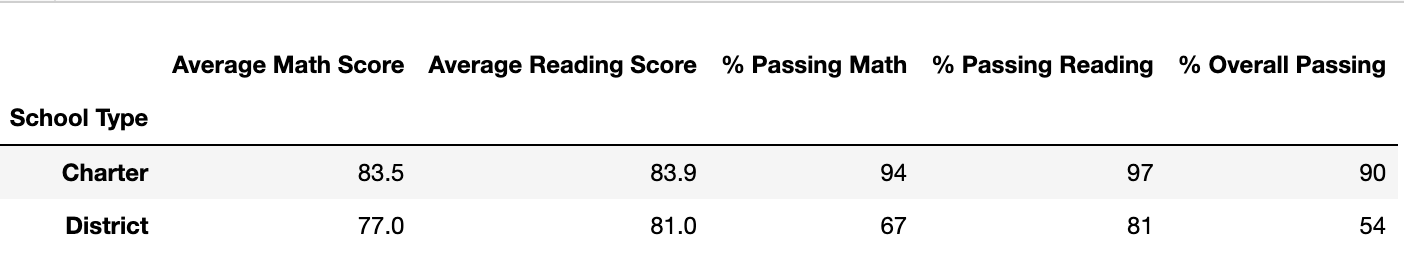 Average Math Score Average Reading Score % Passing Math % Passing Reading % Overall Passing
School Type
Charter 83.5 83.9 94 97 90
District 77.0 81.0 67 81 54